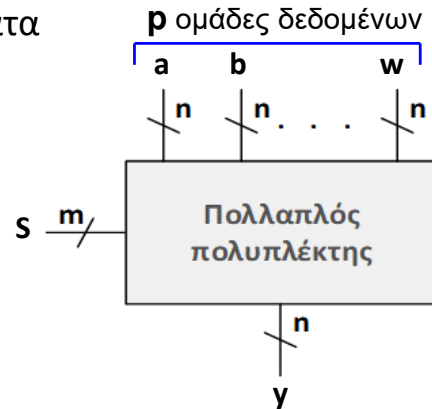 p ομάδες δεδομένων
a b w
n n . . . n
S m
Πολλαπλός
πολυπλέκτης
n
y